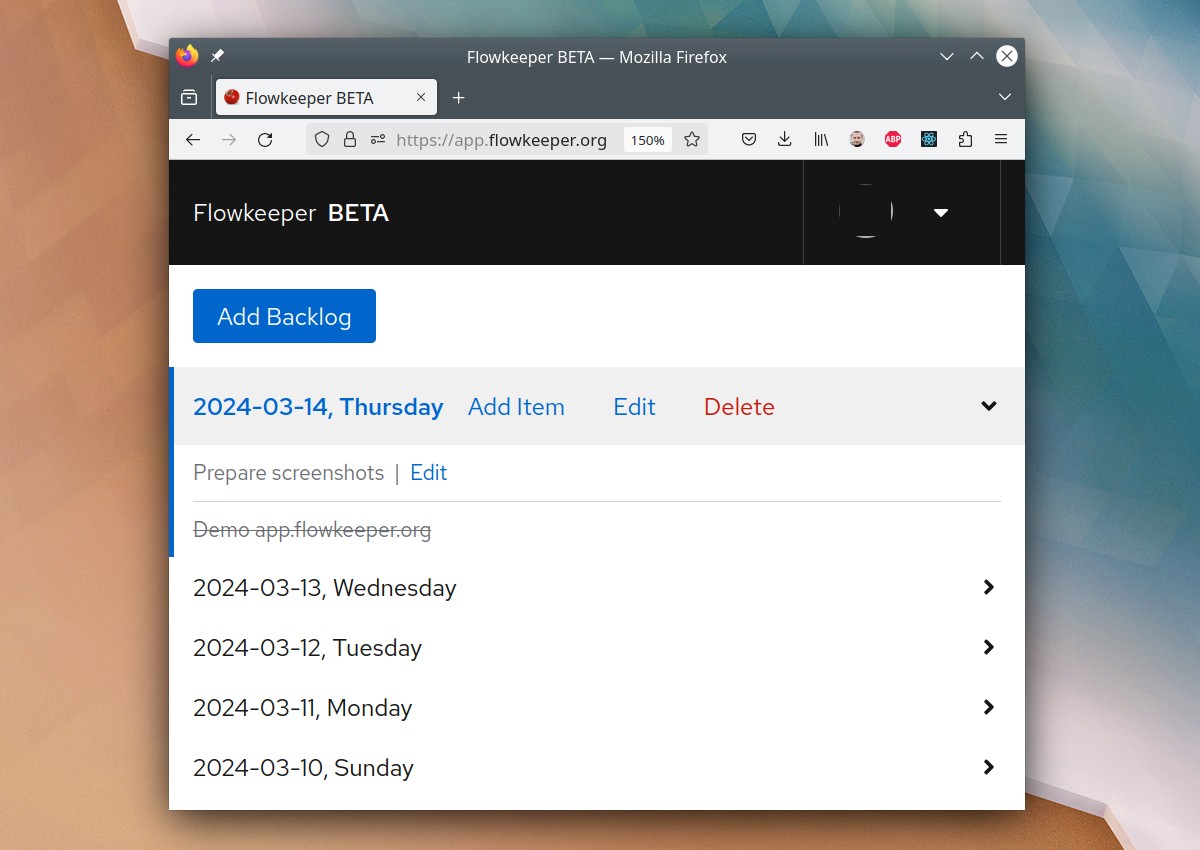 Flowkeeper BETA — Mozilla Firefox
Flowkeeper BETA
https://app.flowkeeper.org 150% ABP
Flowkeeper BETA
Add Backlog
2024-03-14, Thursday Add Item Edit Delete
Prepare screenshots | Edit
Demo app.flowkeeper.org
2024-03-13, Wednesday
2024-03-12, Tuesday
2024-03-11, Monday
2024-03-10, Sunday